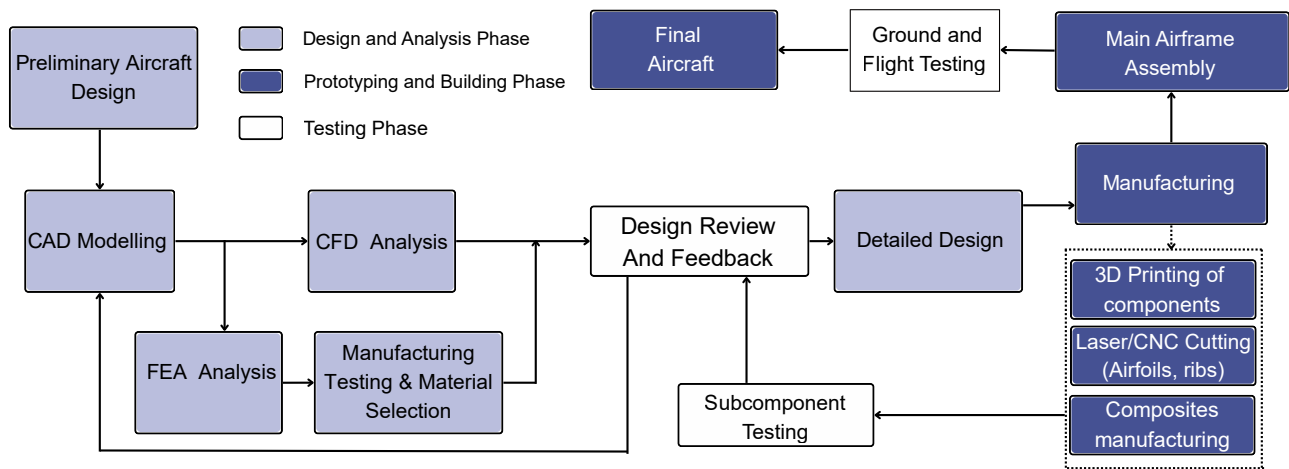 Preliminary Aircraft
Design
Design and Analysis Phase
Prototyping and Building Phase
Testing Phase
Final
Aircraft
Ground and
Flight Testing
Main Airframe
Assembly
CAD Modelling
CFD Analysis
Design Review
And Feedback
Detailed Design
Manufacturing
FEA Analysis
Manufacturing
Testing & Material
Selection
Subcomponent
Testing
3D Printing of
components
Laser/CNC Cutting
(Airfoils, ribs)
Composites
manufacturing